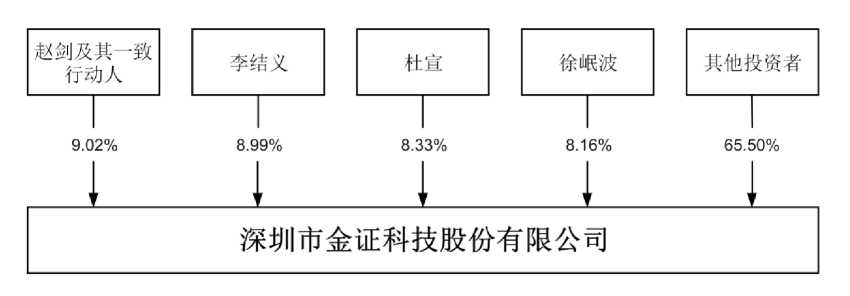 赵剑及其一致
行动人
李结义
杜宣
徐岷波
其他投资者
9.02%
8.99%
8.33%
8.16%
65.50%
深圳市金证科技股份有限公司